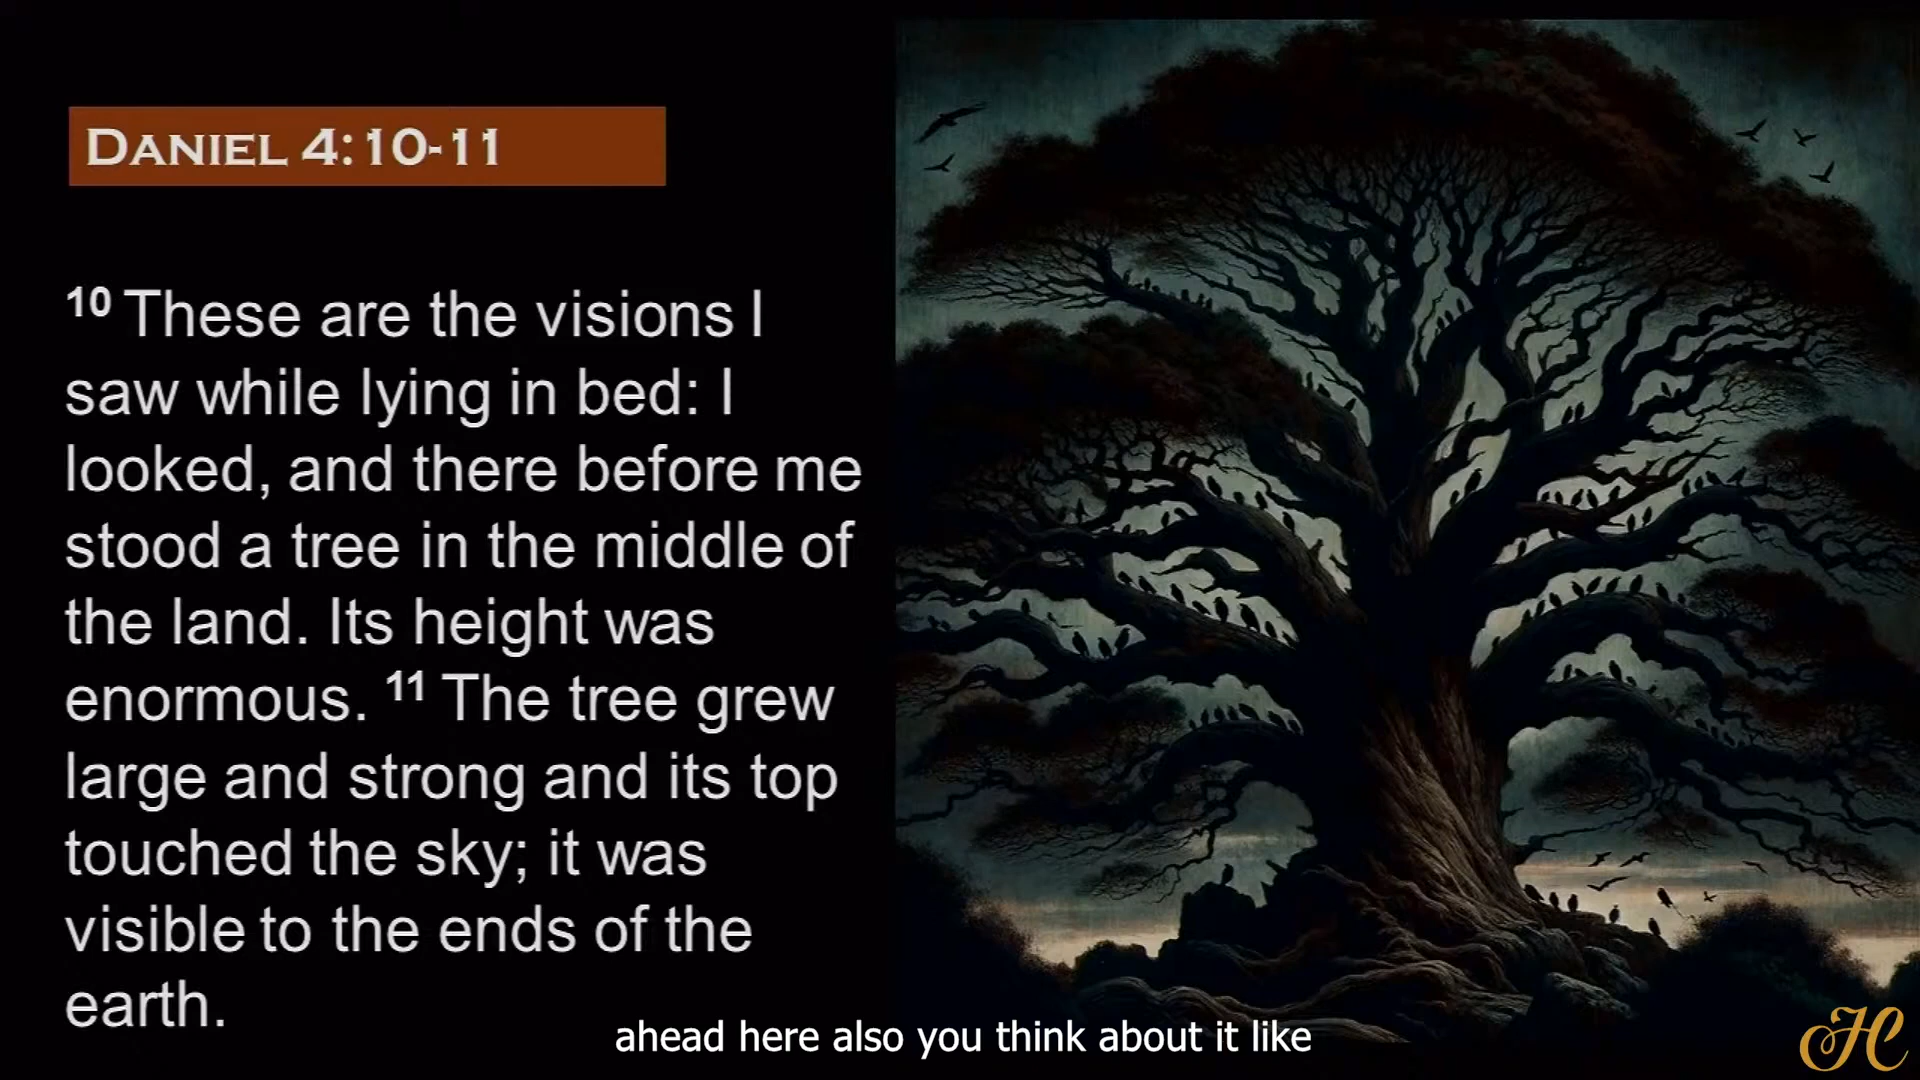 DANIEL 4:10-11
10 These are the visions I
saw while lying in bed: I
looked, and there before me
stood a tree in the middle of
the land. Its height was
enormous. 11 The tree grew
large and strong and its top
touched the sky; it was
visible to the ends of the
earth.
ahead here also you think about it like
H